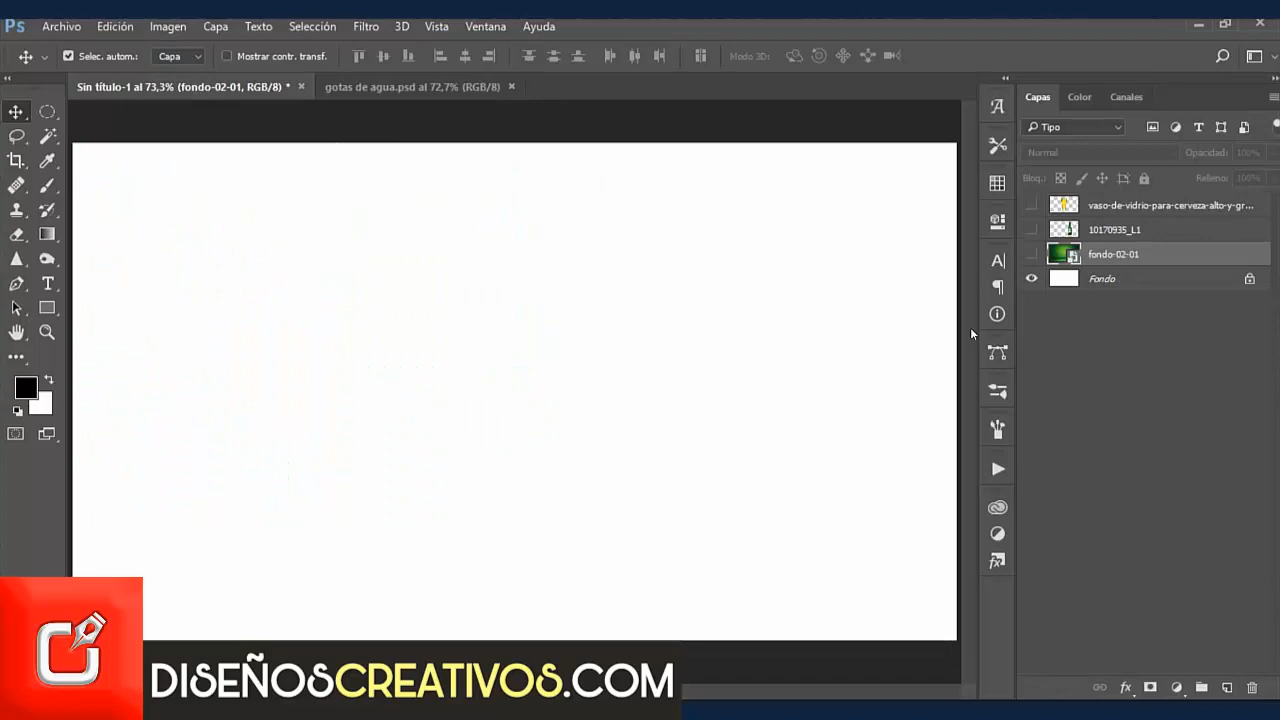 Ps Archivo Edición Imagen Capa Texto Selección Filtro 3D Vista Ventana Ayuda
Selec. autom.: Capa Mostrar contr. transf. Modo 3D:
Sin título-1 al 73,3% (fondo-02-01, RGB/8) * gotas de agua.psd al 72,7% (RGB/8)
Capas Color Canales
Tipo
Normal Opacidad: 100%
Bloq.: Relleno: 100%
vaso-de-vidrio-para-cerveza-alto-y-gr...
10170935_L1
fondo-02-01
Fondo
DISEÑOSCREATIVOS.COM